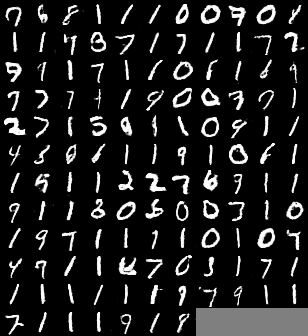 7 6 8 1 1 1 0 0 7 0 8
1 1 7 8 7 1 7 1 1 7 2
7 9 1 7 1 1 0 8 1 6 9
7 7 7 1 1 9 0 0 3 7 1
2 7 1 5 9 1 1 0 9 1 1
4 3 8 6 1 1 9 1 0 6 1
1 5 1 1 2 2 7 6 9 1 1
9 1 1 8 0 5 0 0 3 1 0
1 9 7 1 1 1 1 0 1 0 7
4 7 1 1 6 7 0 3 1 7 1
1 1 1 1 1 1 9 7 9 1 1
7 1 1 1 9 1 8